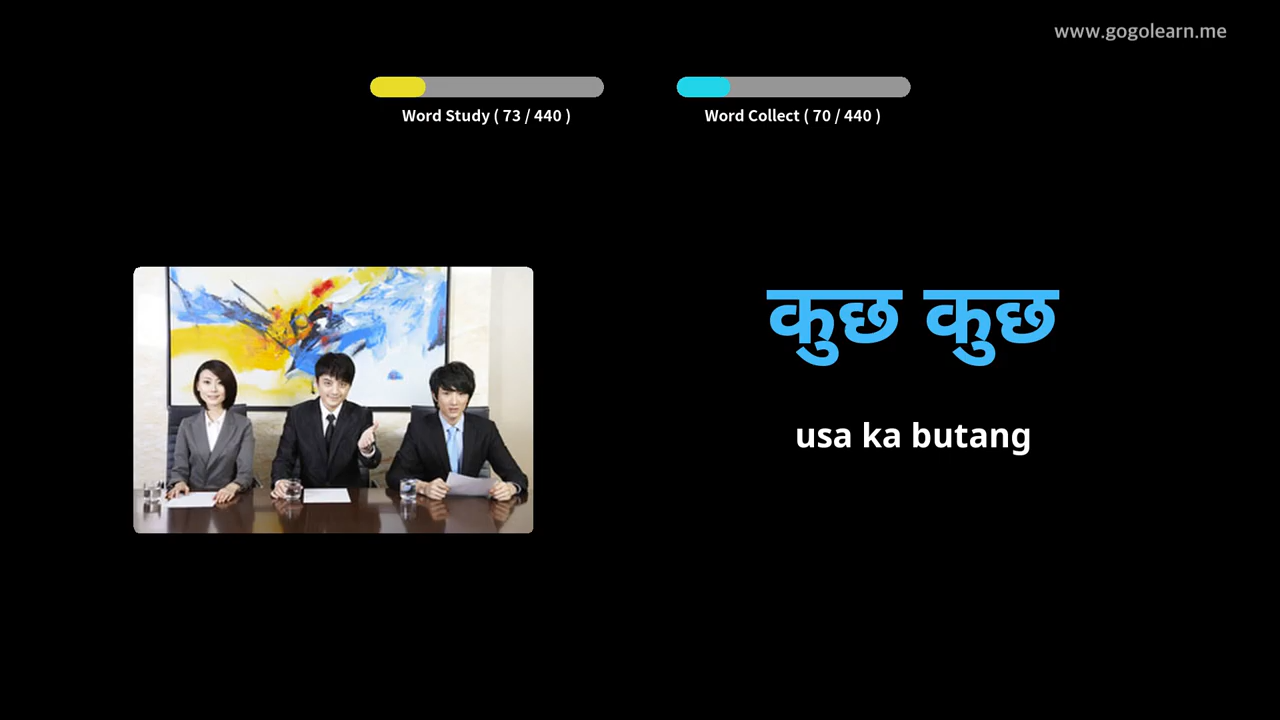 www.gogolearn.me
Word Study ( 73 / 440 )
Word Collect ( 70 / 440 )
कुछ कुछ
usa ka butang